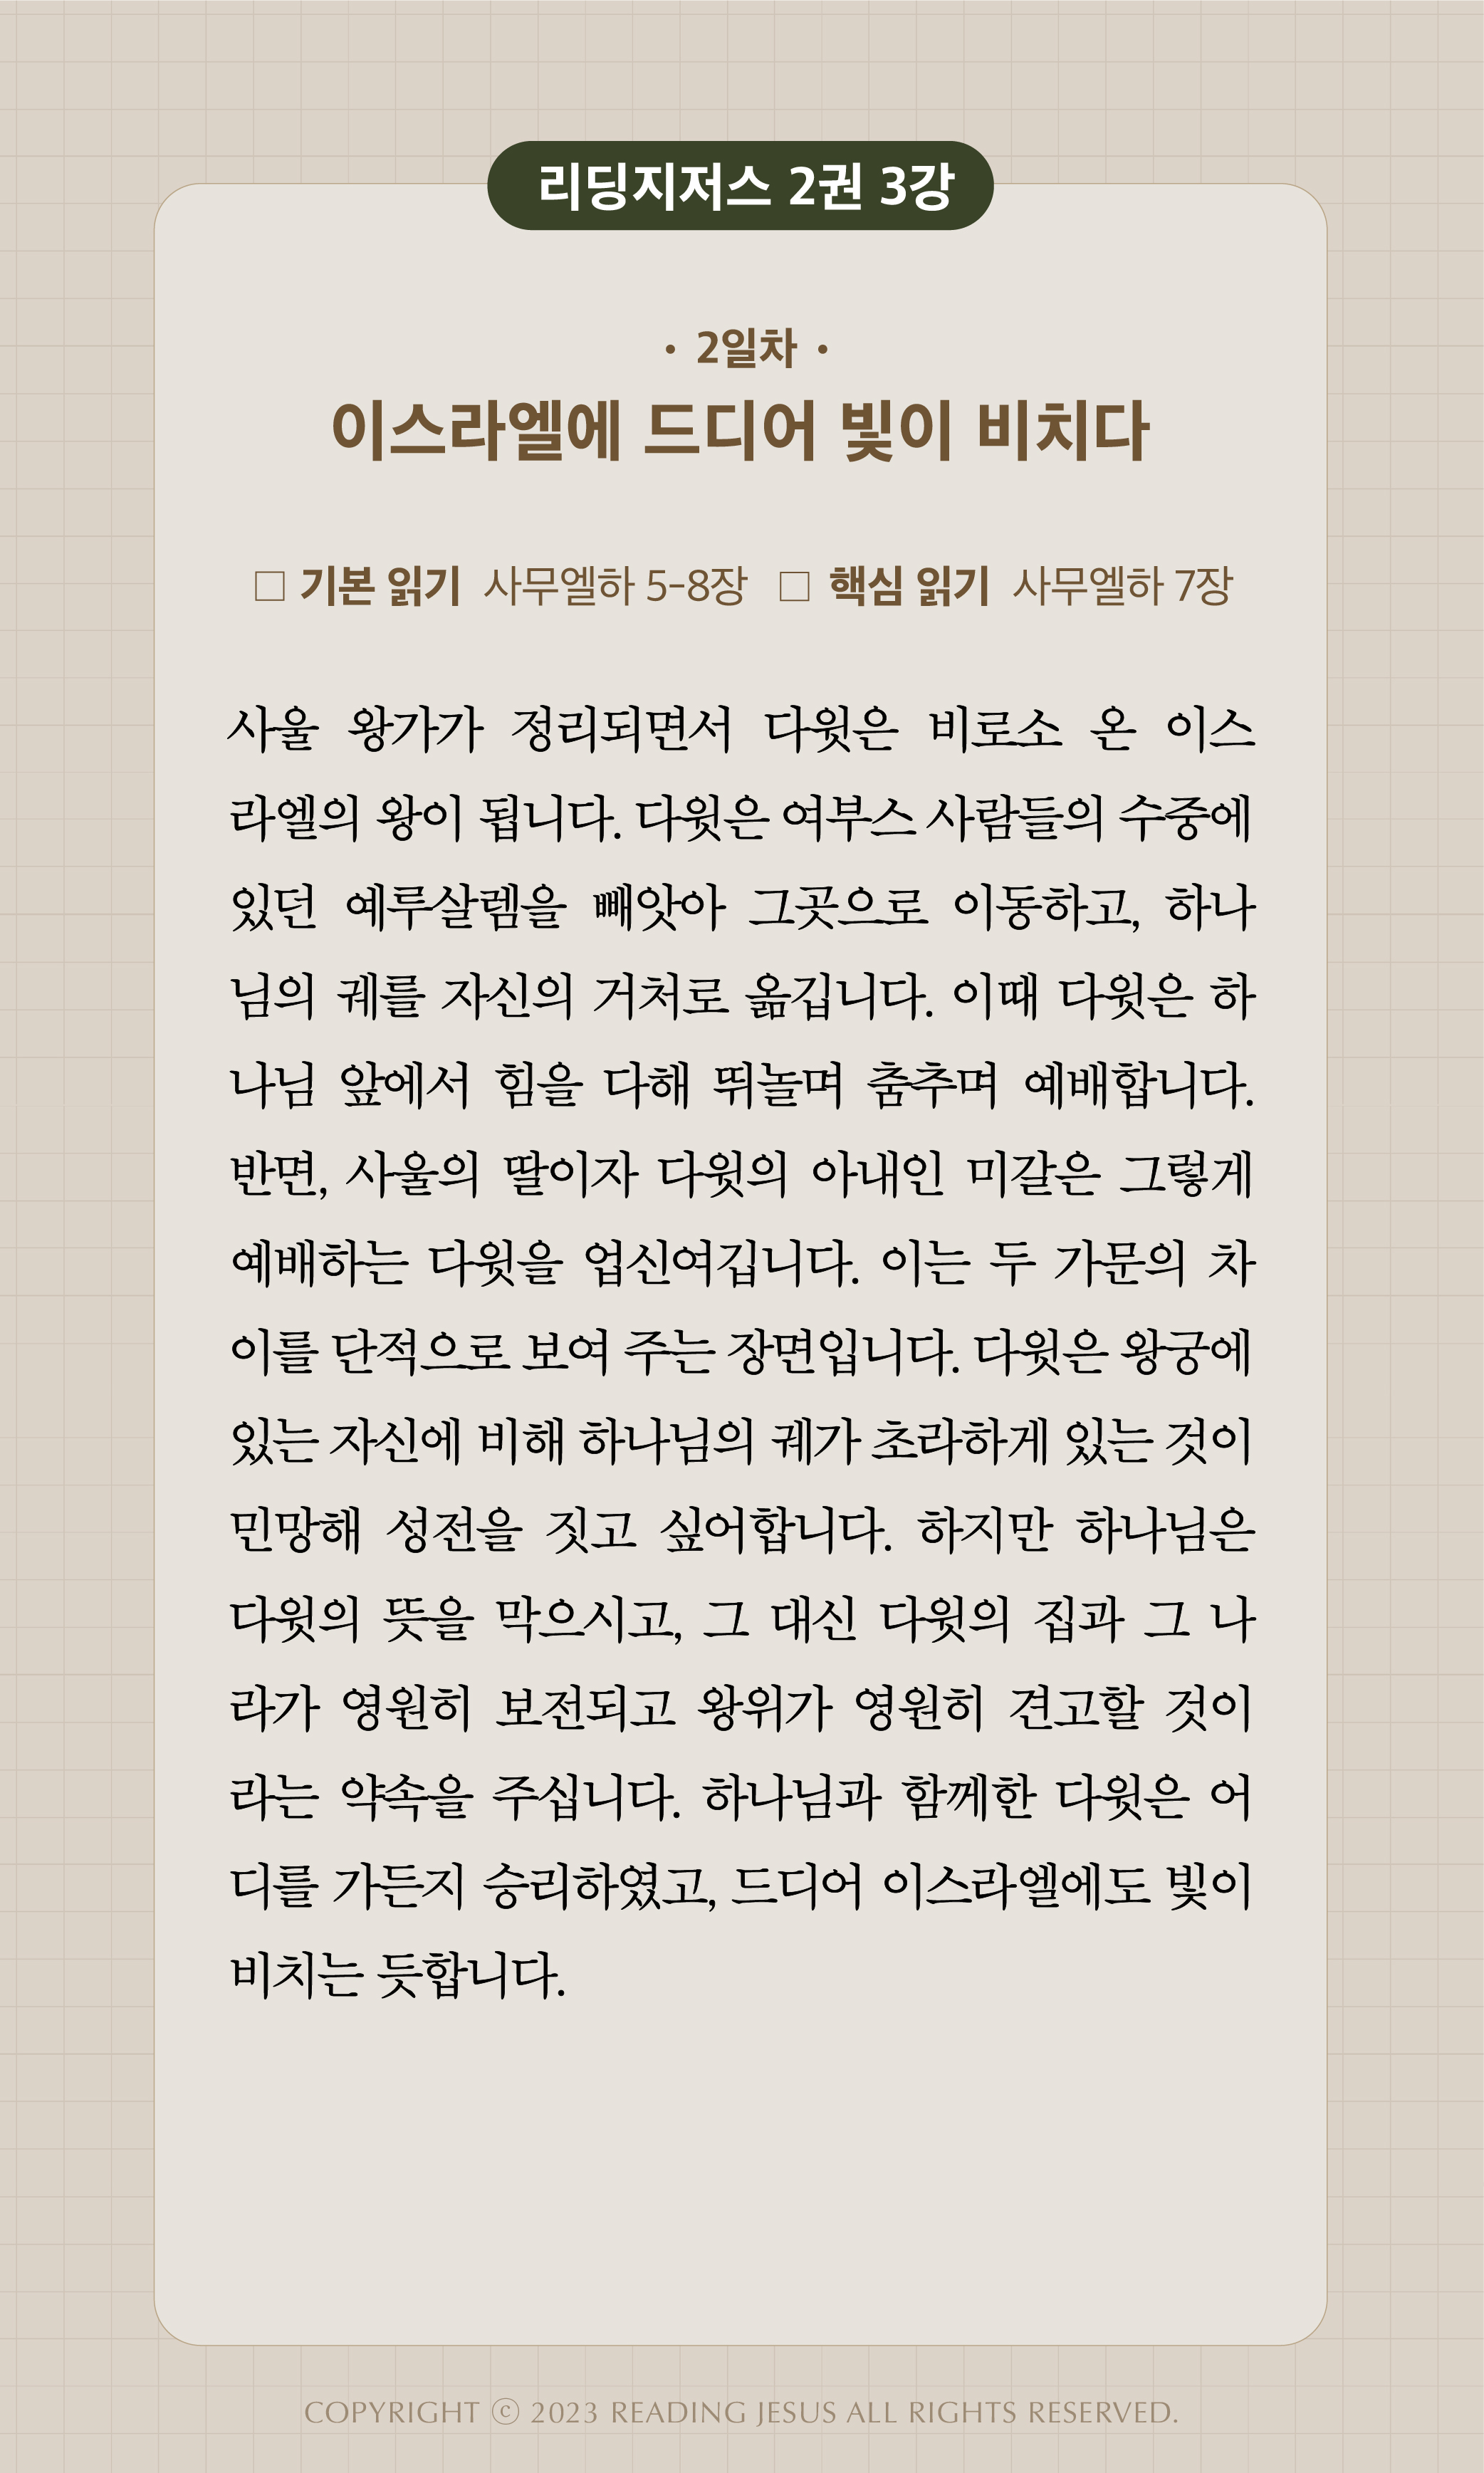 리딩지저스 2권 3강
· 2일차 ·
이스라엘에 드디어 빛이 비치다
□ 기본 읽기 사무엘하 5-8장 □ 핵심 읽기 사무엘하 7장
사울 왕가가 정리되면서 다윗은 비로소 온 이스
라엘의 왕이 됩니다. 다윗은 여부스 사람들의 수중에
있던 예루살렘을 빼앗아 그곳으로 이동하고, 하나
님의 궤를 자신의 거처로 옮깁니다. 이때 다윗은 하
나님 앞에서 힘을 다해 뛰놀며 춤추며 예배합니다.
반면, 사울의 딸이자 다윗의 아내인 미갈은 그렇게
예배하는 다윗을 업신여깁니다. 이는 두 가문의 차
이를 단적으로 보여 주는 장면입니다. 다윗은 왕궁에
있는 자신에 비해 하나님의 궤가 초라하게 있는 것이
민망해 성전을 짓고 싶어합니다. 하지만 하나님은
다윗의 뜻을 막으시고, 그 대신 다윗의 집과 그 나
라가 영원히 보전되고 왕위가 영원히 견고할 것이
라는 약속을 주십니다. 하나님과 함께한 다윗은 어
디를 가든지 승리하였고, 드디어 이스라엘에도 빛이
비치는 듯합니다.
COPYRIGHT ⓒ 2023 READING JESUS ALL RIGHTS RESERVED.